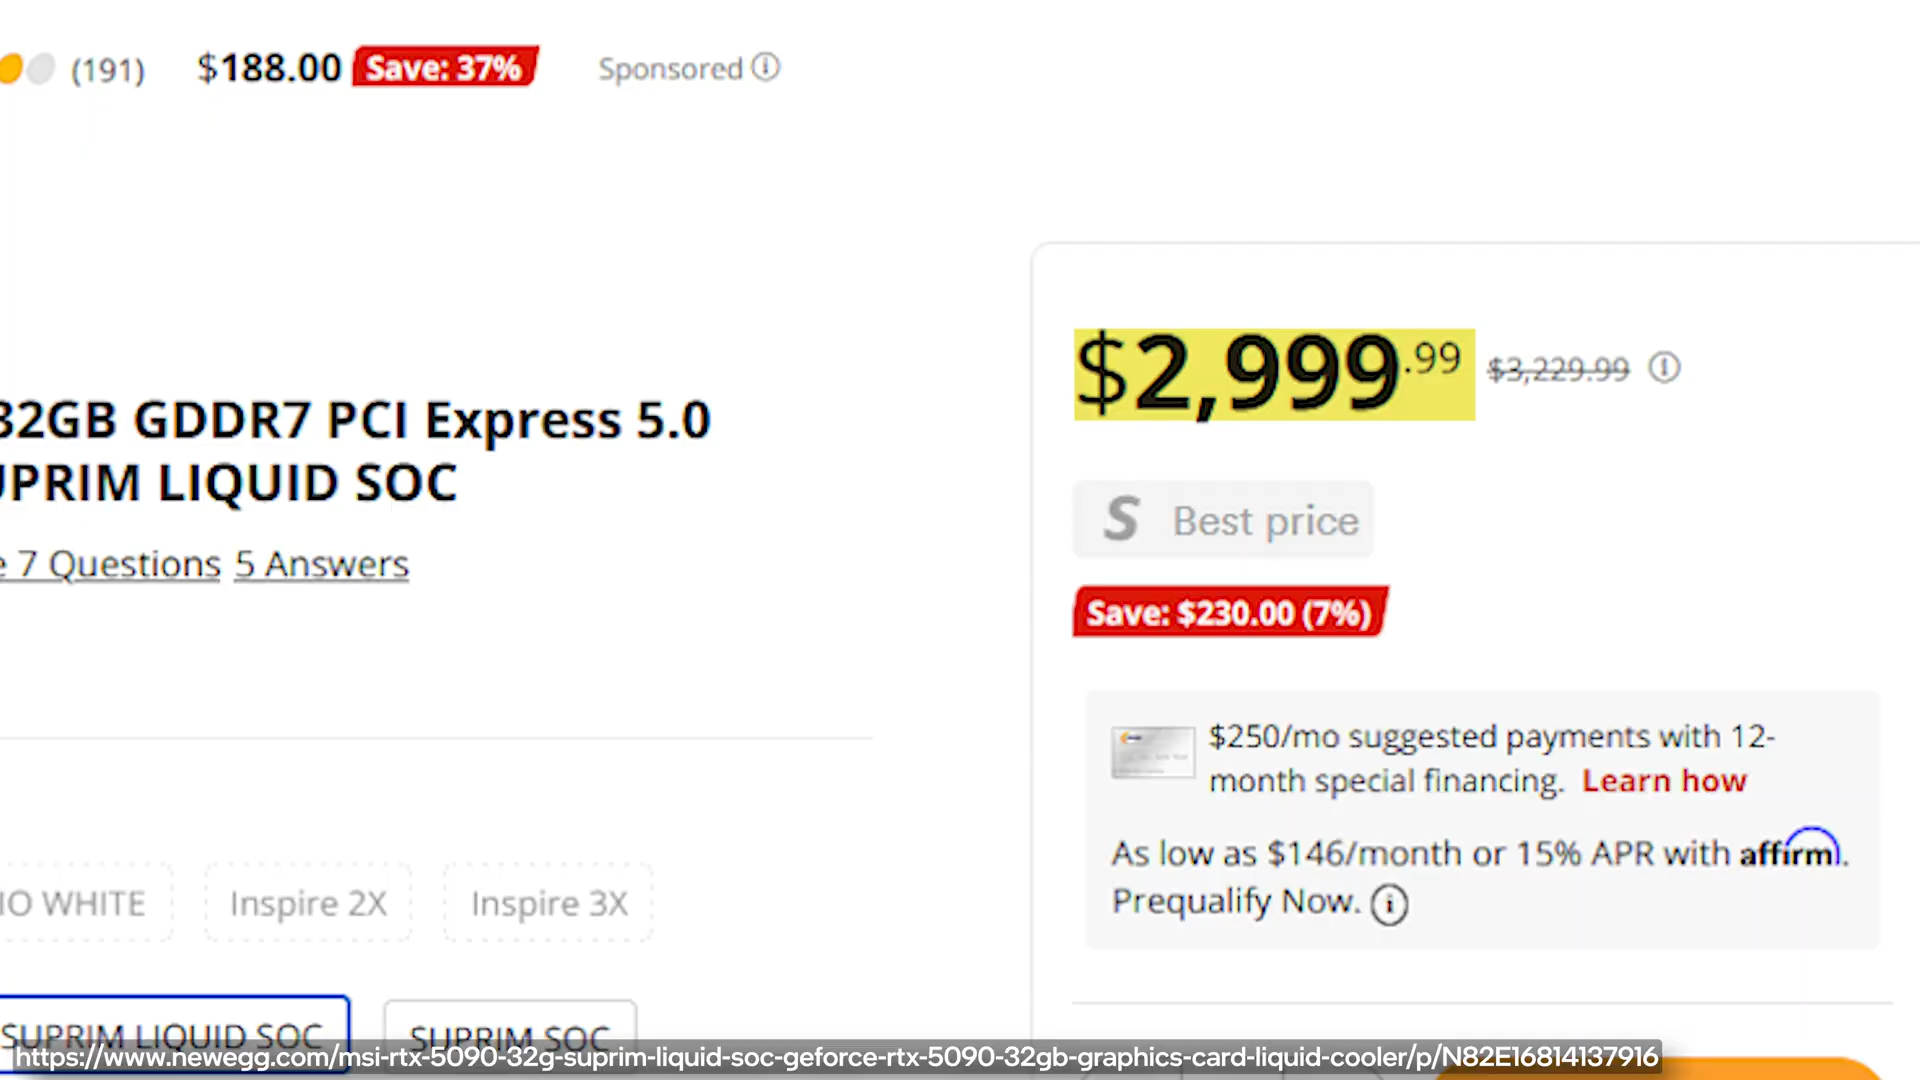 (191) $188.00 Save: 37% Sponsored
$2,999.99 $3,229.99
32GB GDDR7 PCI Express 5.0
UPRIM LIQUID SOC
S Best price
e 7 Questions 5 Answers
Save: $230.00 (7%)
$250/mo suggested payments with 12-
month special financing. Learn how
As low as $146/month or 15% APR with affirm.
Prequalify Now.
IO WHITE Inspire 2X Inspire 3X
SUPRIM LIQUID SOC SUPRIM SOC
https://www.newegg.com/msi-rtx-5090-32g-suprim-liquid-soc-geforce-rtx-5090-32gb-graphics-card-liquid-cooler/p/N82E16814137916